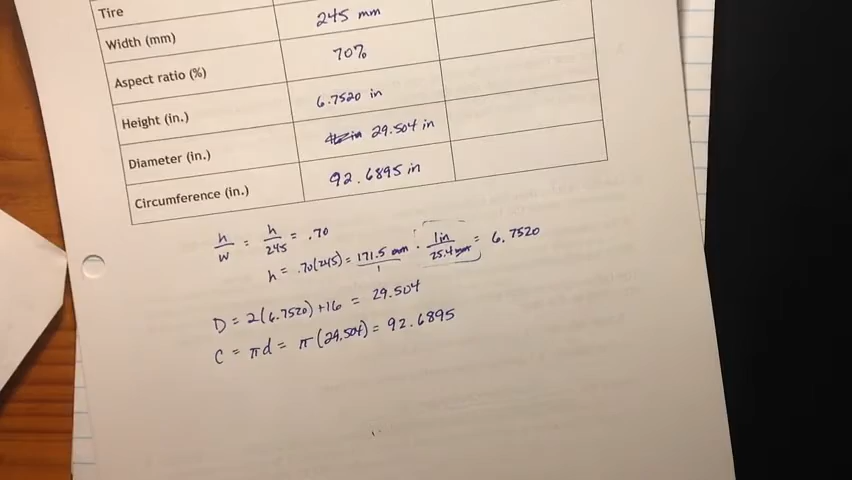 Tire
Width (mm) 245 mm
Aspect ratio (%) 70%
Height (in.) 6.7520 in
Diameter (in.) 29.504 in
Circumference (in.) 92.6895 in
h/w = h/245 = .70
h = .70(245) = 171.5 mm/1 · 1in/25.4mm = 6.7520
D = 2(6.7520) + 16 = 29.504
C = πd = π(29.504) = 92.6895